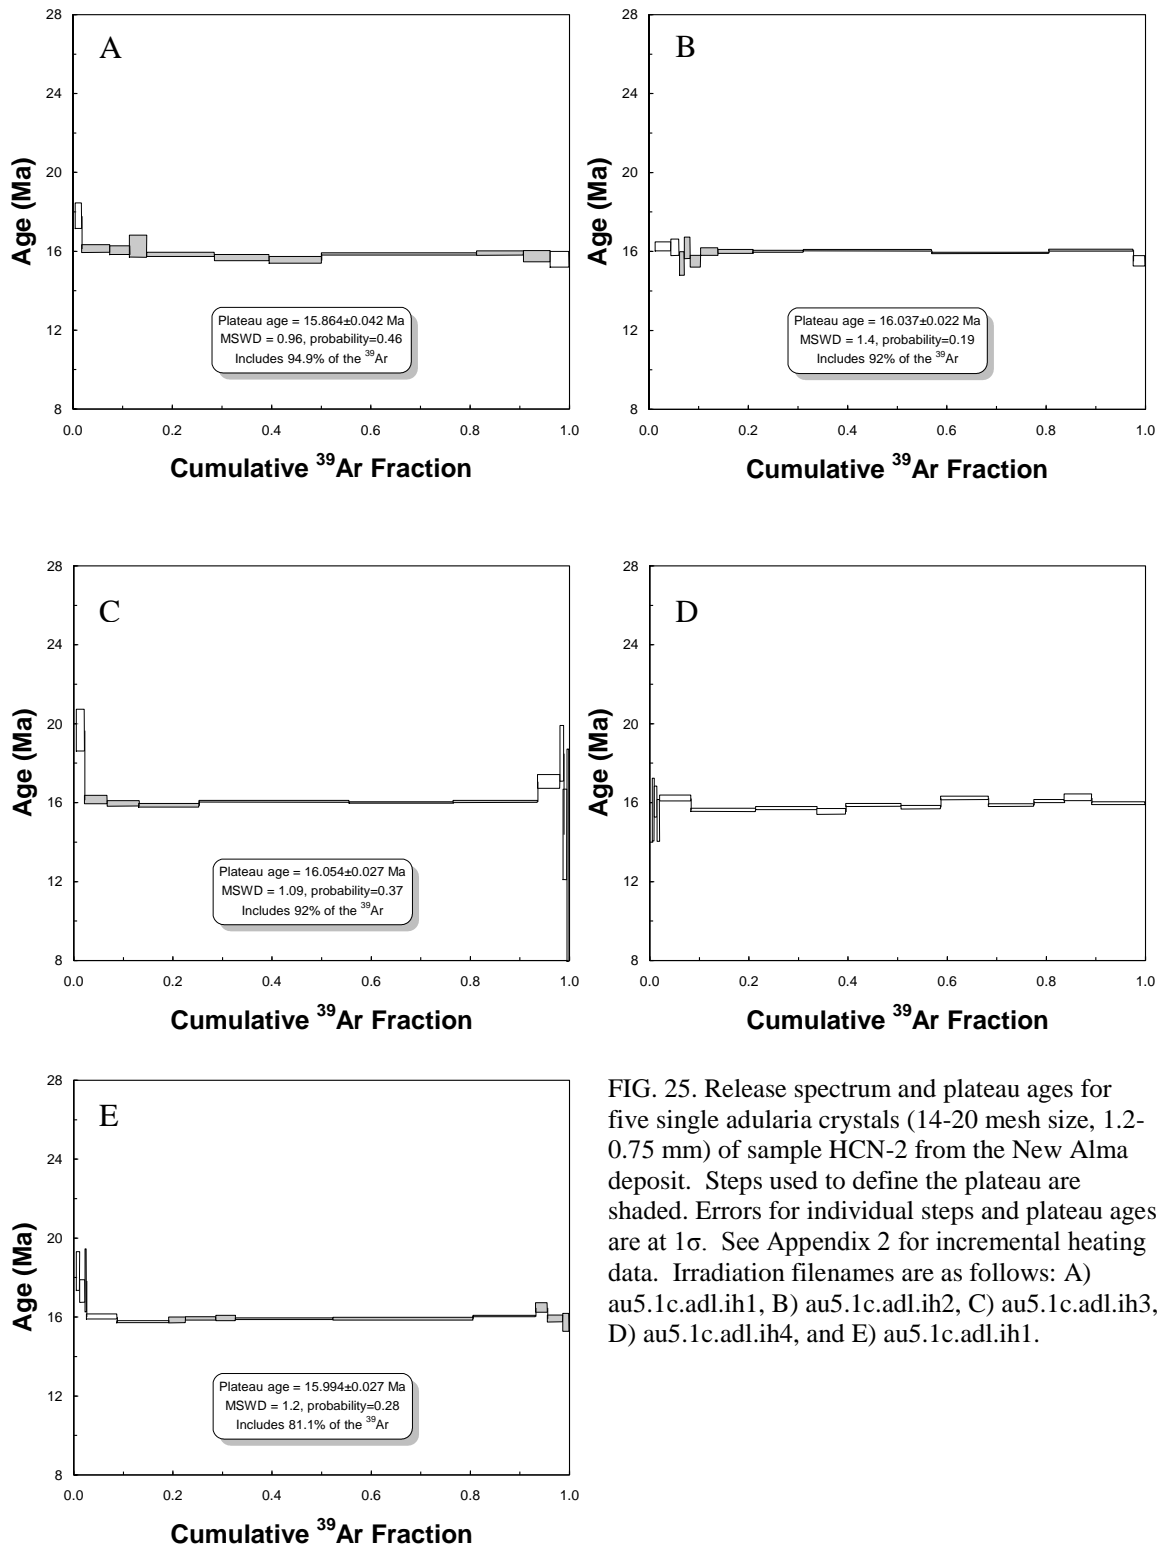 28
24
20
16
12
8
Age (Ma)
A
Plateau age = 15.864±0.042 Ma
MSWD = 0.96, probability=0.46
Includes 94.9% of the ³⁹Ar
0.0 0.2 0.4 0.6 0.8 1.0
Cumulative ³⁹Ar Fraction
28
24
20
16
12
8
Age (Ma)
B
Plateau age = 16.037±0.022 Ma
MSWD = 1.4, probability=0.19
Includes 92% of the ³⁹Ar
0.0 0.2 0.4 0.6 0.8 1.0
Cumulative ³⁹Ar Fraction
28
24
20
16
12
8
Age (Ma)
C
Plateau age = 16.054±0.027 Ma
MSWD = 1.09, probability=0.37
Includes 92% of the ³⁹Ar
0.0 0.2 0.4 0.6 0.8 1.0
Cumulative ³⁹Ar Fraction
28
24
20
16
12
8
Age (Ma)
D
0.0 0.2 0.4 0.6 0.8 1.0
Cumulative ³⁹Ar Fraction
28
24
20
16
12
8
Age (Ma)
E
Plateau age = 15.994±0.027 Ma
MSWD = 1.2, probability=0.28
Includes 81.1% of the ³⁹Ar
0.0 0.2 0.4 0.6 0.8 1.0
Cumulative ³⁹Ar Fraction
FIG. 25. Release spectrum and plateau ages for
five single adularia crystals (14-20 mesh size, 1.2-
0.75 mm) of sample HCN-2 from the New Alma
deposit. Steps used to define the plateau are
shaded. Errors for individual steps and plateau ages
are at 1σ. See Appendix 2 for incremental heating
data. Irradiation filenames are as follows: A)
au5.1c.adl.ih1, B) au5.1c.adl.ih2, C) au5.1c.adl.ih3,
D) au5.1c.adl.ih4, and E) au5.1c.adl.ih1.